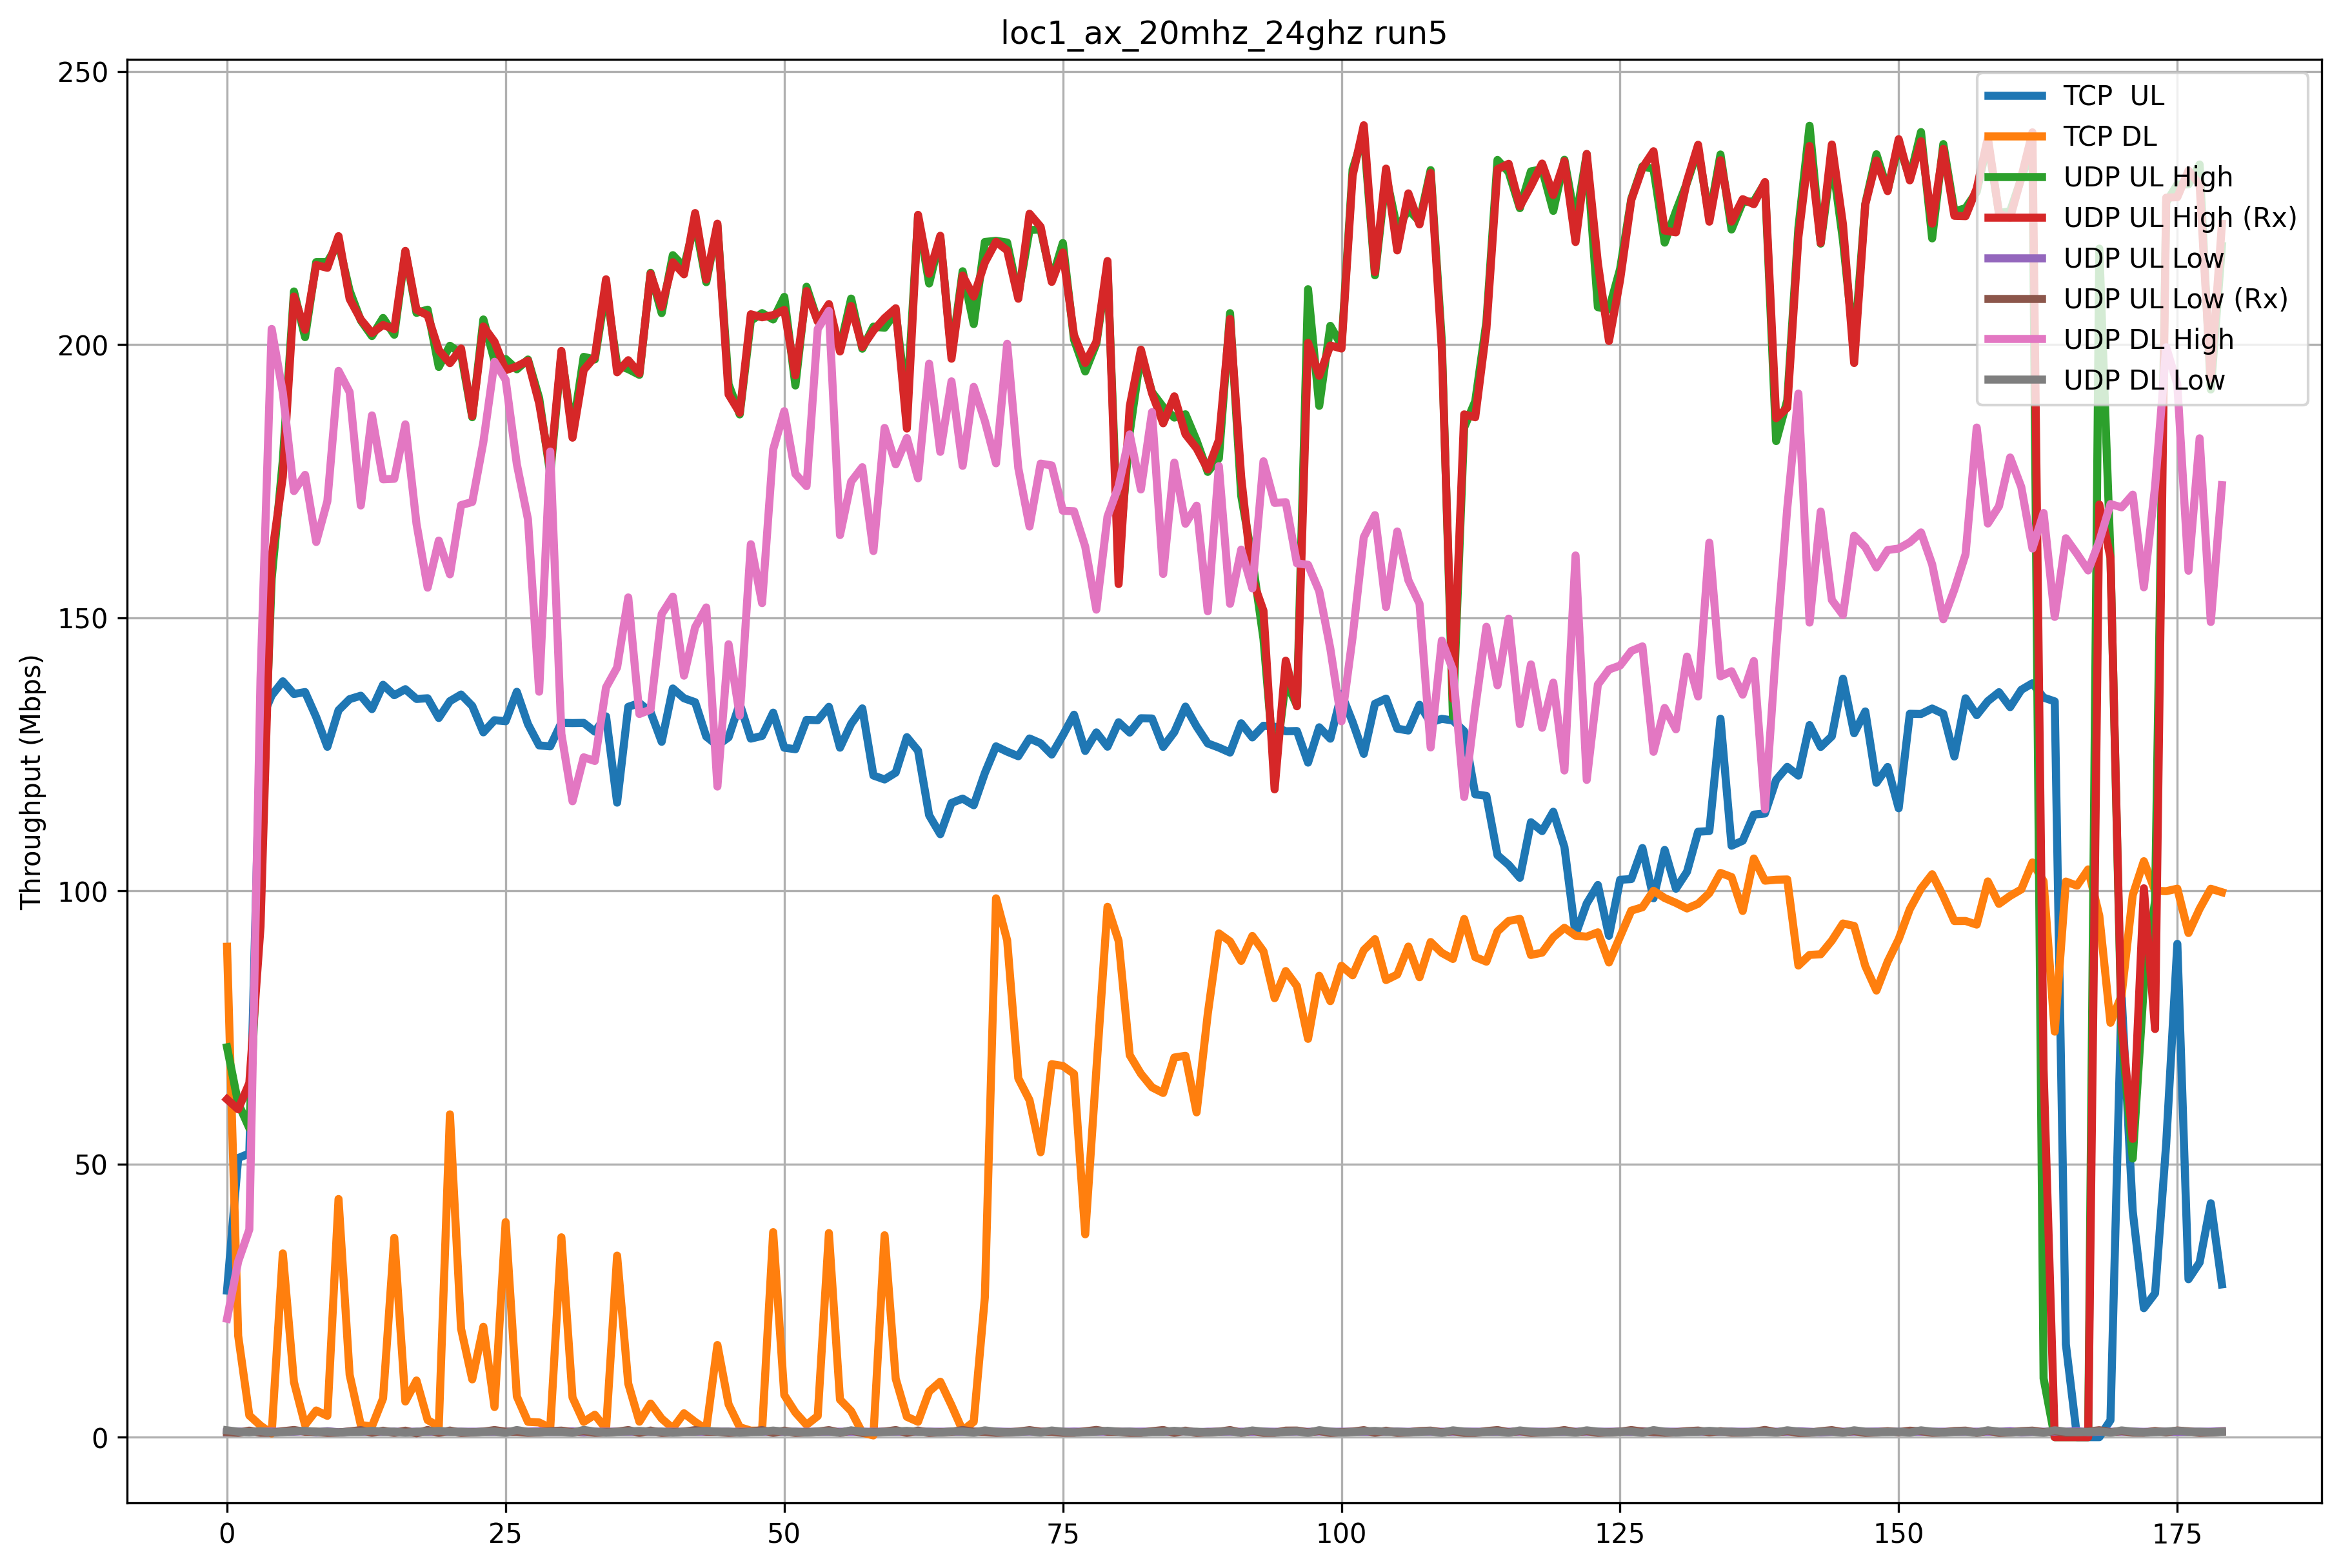 loc1_ax_20mhz_24ghz run5
250
200
150
100
50
0
Throughput (Mbps)
TCP  UL
TCP DL
UDP UL High
UDP UL High (Rx)
UDP UL Low
UDP UL Low (Rx)
UDP DL High
UDP DL Low
0 25 50 75 100 125 150 175